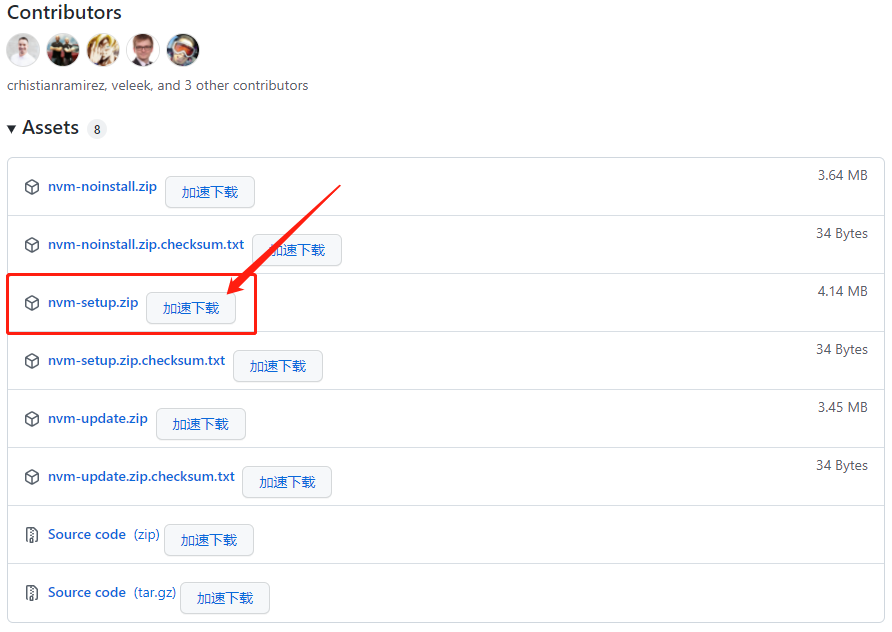 Contributors
crhistianramirez, veleek, and 3 other contributors
Assets 8
nvm-noinstall.zip 加速下载 3.64 MB
nvm-noinstall.zip.checksum.txt 加速下载 34 Bytes
nvm-setup.zip 加速下载 4.14 MB
nvm-setup.zip.checksum.txt 加速下载 34 Bytes
nvm-update.zip 加速下载 3.45 MB
nvm-update.zip.checksum.txt 加速下载 34 Bytes
Source code (zip) 加速下载
Source code (tar.gz) 加速下载